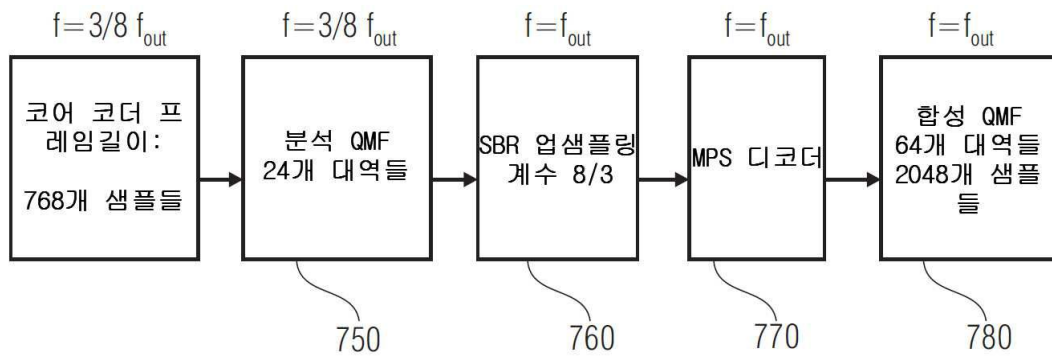 f=3/8 f_out
f=3/8 f_out
f=f_out
f=f_out
f=f_out
코어 코더 프
레임길이:
768개 샘플들
분석 QMF
24개 대역들
SBR 업샘플링
계수 8/3
MPS 디코더
합성 QMF
64개 대역들
2048개 샘플
들
750
760
770
780